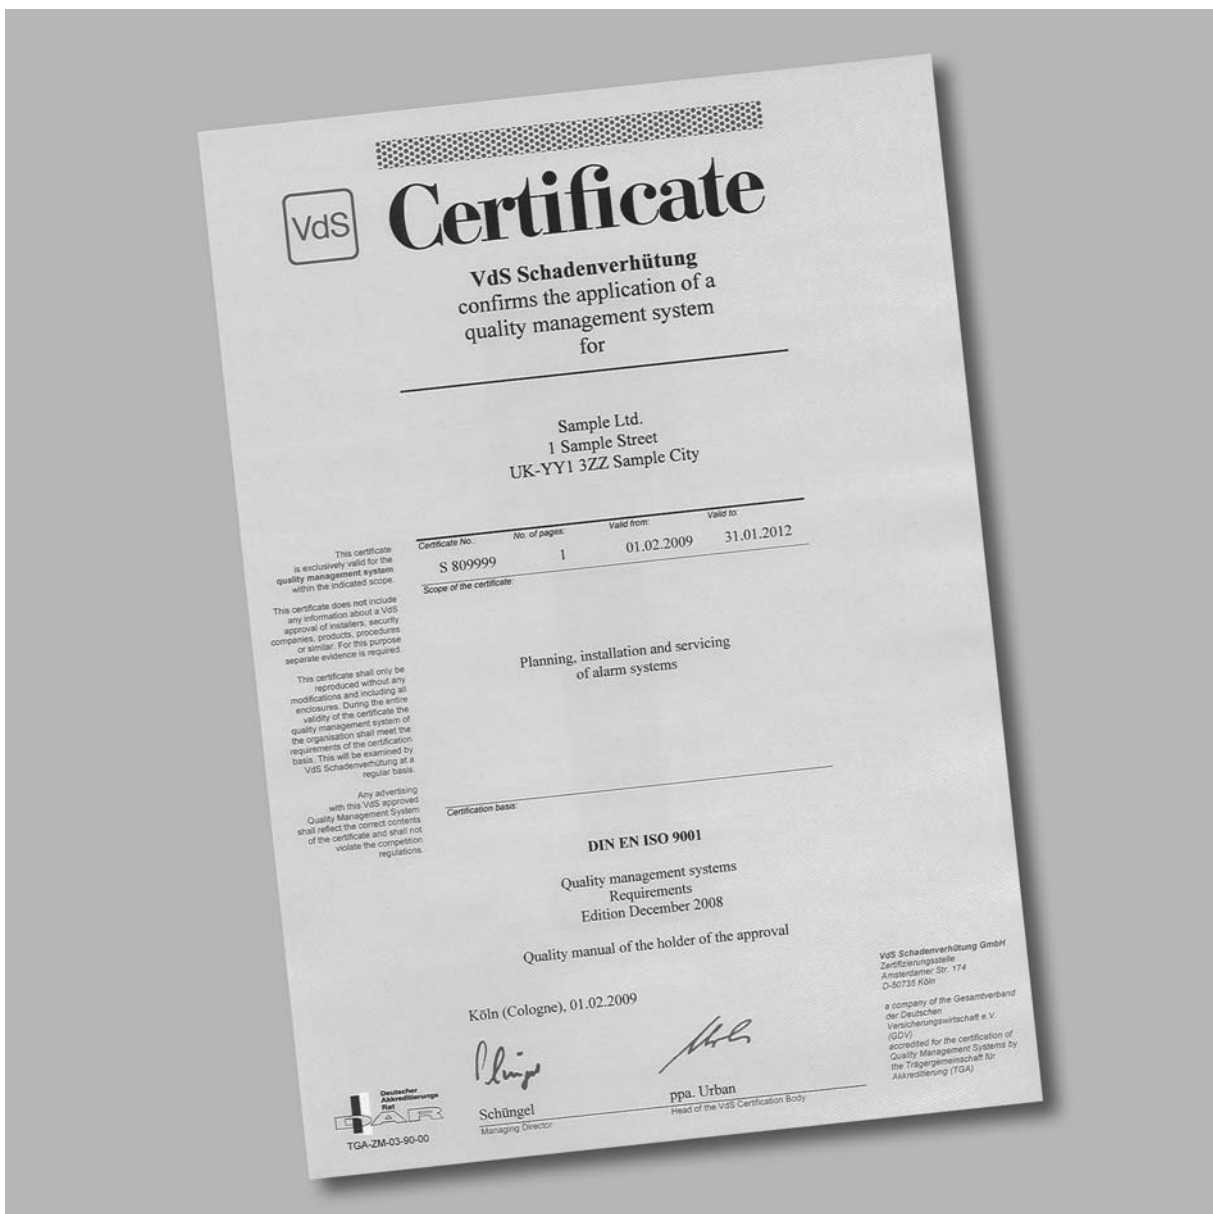 VdS
Certificate
VdS Schadenverhütung
confirms the application of a
quality management system
for
Sample Ltd.
1 Sample Street
UK-YY1 3ZZ Sample City
Certificate No.: No. of pages: Valid from: Valid to:
S 809999 1 01.02.2009 31.01.2012
Scope of the certificate:
Planning, installation and servicing
of alarm systems
This certificate
is exclusively valid for the
quality management system
within the indicated scope.
This certificate does not include
any information about a VdS
approval of installers, security
companies, products, procedures
or similar. For this purpose
separate evidence is required.
This certificate shall only be
reproduced without any
modifications and including all
enclosures. During the entire
validity of the certificate the
quality management system of
the organisation shall meet the
requirements of the certification
basis. This will be examined by
VdS Schadenverhütung at a
regular basis.
Any advertising
with this VdS approved
Quality Management System
shall reflect the correct contents
of the certificate and shall not
violate the competition
regulations.
Certification basis:
DIN EN ISO 9001
Quality management systems
Requirements
Edition December 2008
Quality manual of the holder of the approval
Köln (Cologne), 01.02.2009
Schüngel
Managing Director
ppa. Urban
Head of the VdS Certification Body
VdS Schadenverhütung GmbH
Zertifizierungsstelle
Amsterdamer Str. 174
D-50735 Köln
a company of the Gesamtverband
der Deutschen
Versicherungswirtschaft e.V.
(GDV)
accredited for the certification of
Quality Management Systems by
the Trägergemeinschaft für
Akkreditierung (TGA)
Deutscher
Akkreditierungs
Rat
DAR
TGA-ZM-03-90-00